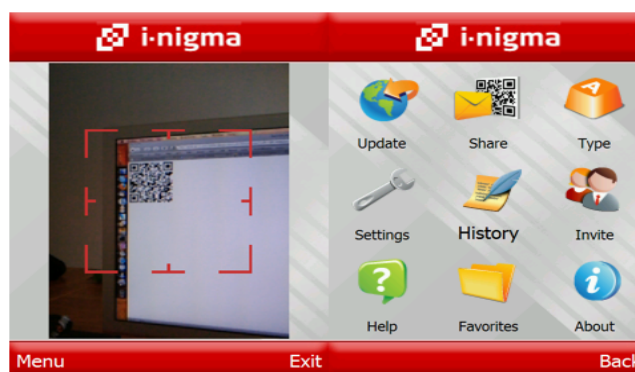 i-nigma
i-nigma
Update
Share
Type
Settings
History
Invite
Help
Favorites
About
Menu
Exit
Back